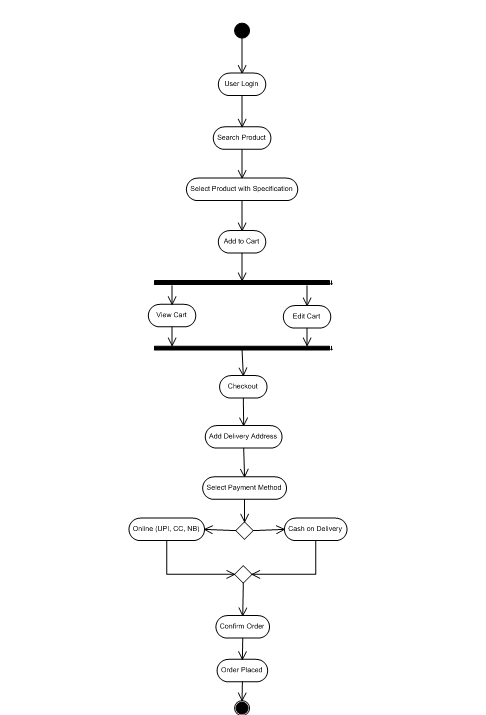 User Login
Search Product
Select Product with Specification
Add to Cart
View Cart
Edit Cart
Checkout
Add Delivery Address
Select Payment Method
Online (UPI, CC, NB)
Cash on Delivery
Confirm Order
Order Placed